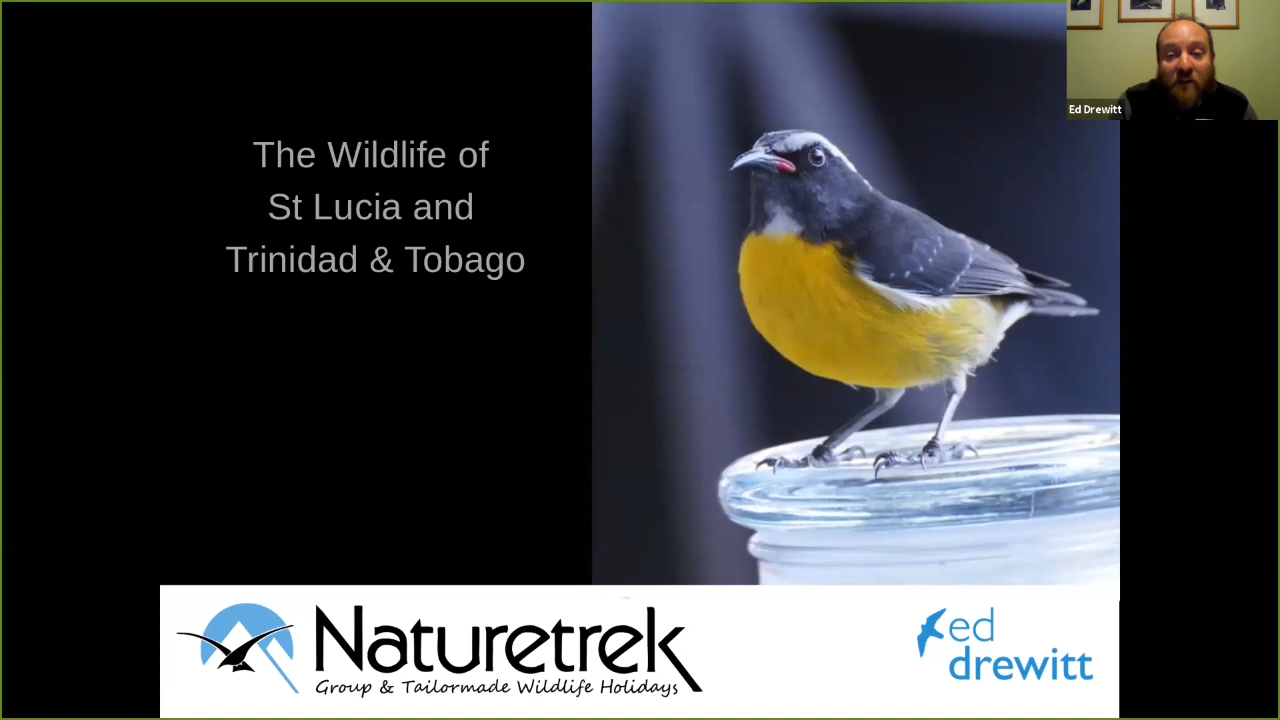 The Wildlife of
St Lucia and
Trinidad & Tobago
Ed Drewitt
Naturetrek
Group & Tailormade Wildlife Holidays
ed
drewitt